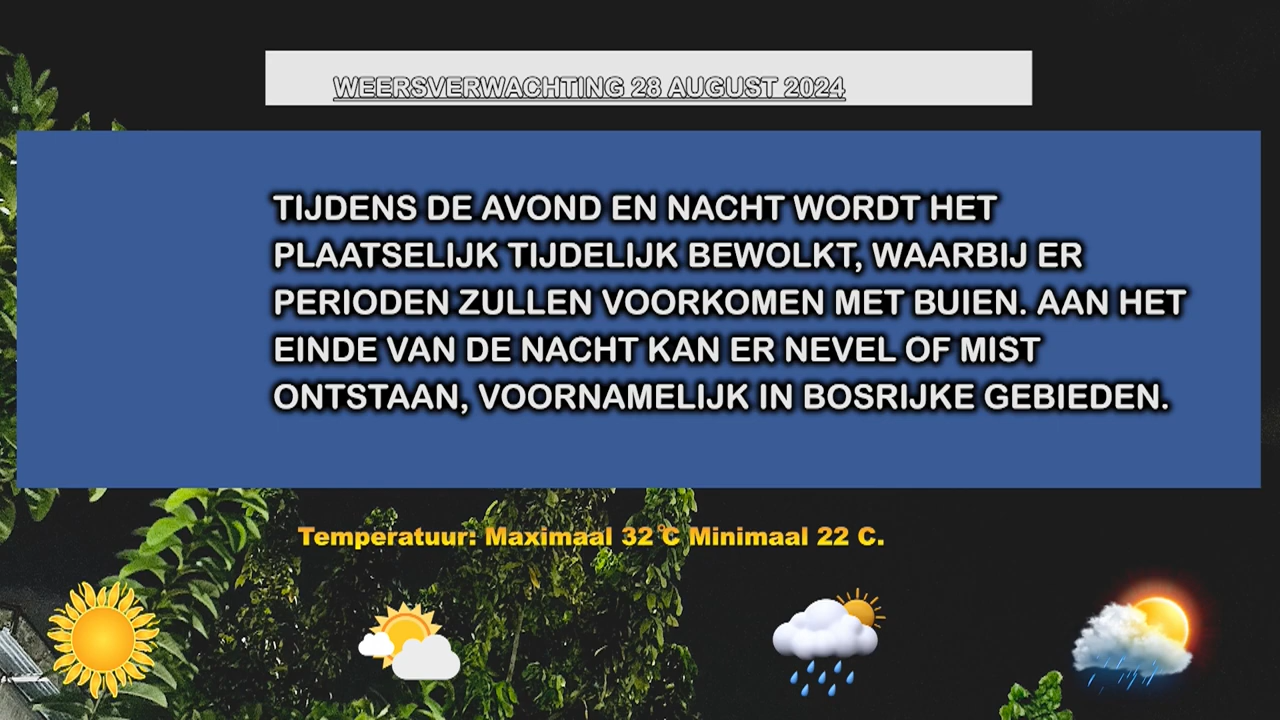 WEERSVERWACHTING 28 AUGUST 2024
TIJDENS DE AVOND EN NACHT WORDT HET
PLAATSELIJK TIJDELIJK BEWOLKT, WAARBIJ ER
PERIODEN ZULLEN VOORKOMEN MET BUIEN. AAN HET
EINDE VAN DE NACHT KAN ER NEVEL OF MIST
ONTSTAAN, VOORNAMELIJK IN BOSRIJKE GEBIEDEN.
Temperatuur: Maximaal 32°C Minimaal 22 C.